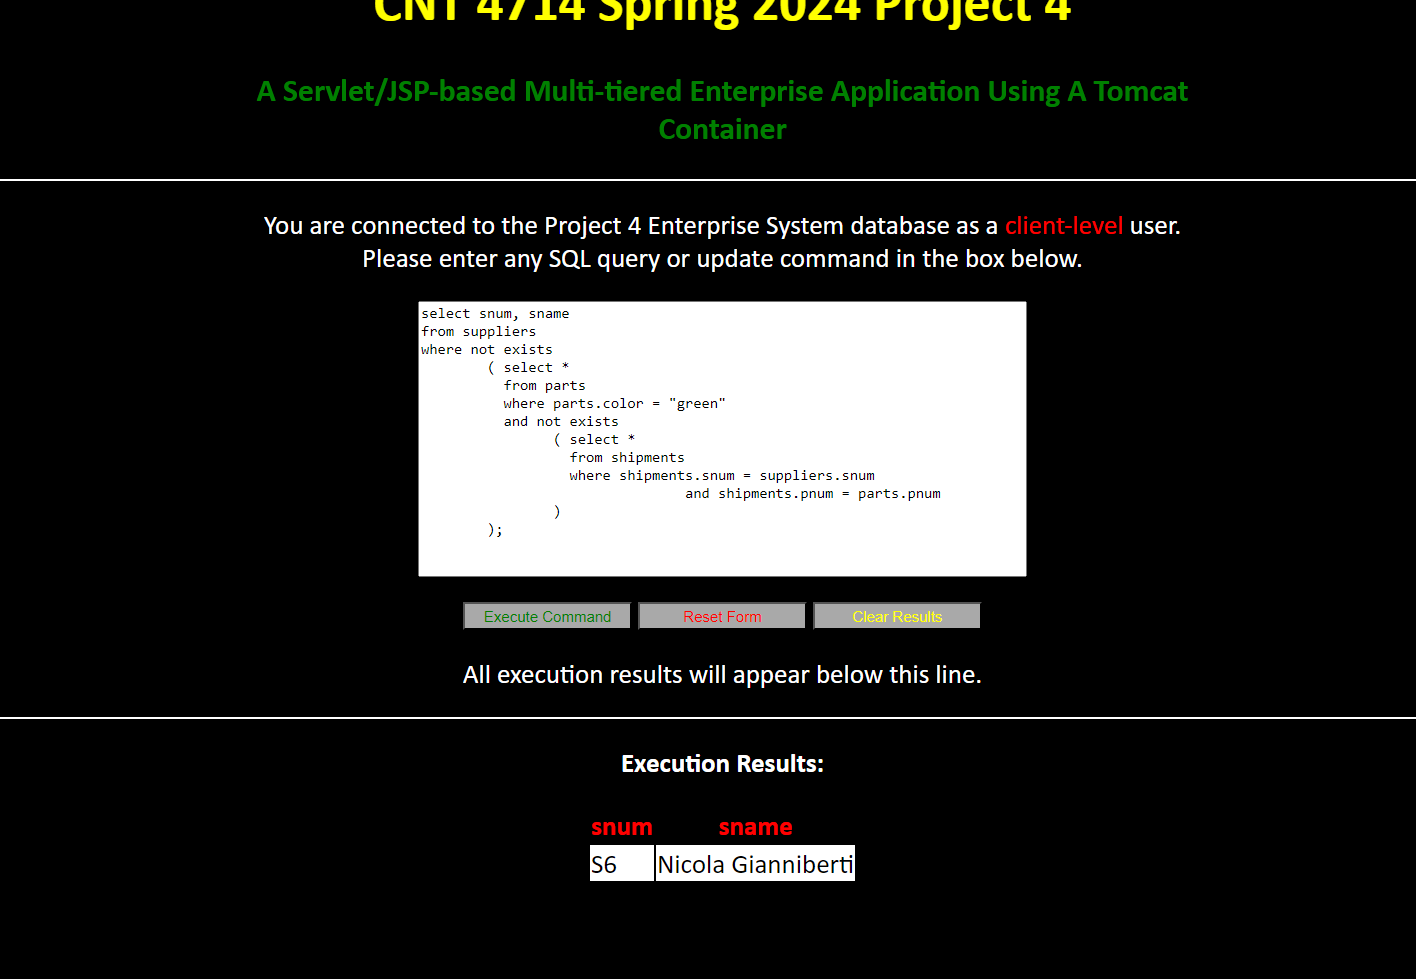 CNT 4714 Spring 2024 Project 4
A Servlet/JSP-based Multi-tiered Enterprise Application Using A Tomcat
Container
You are connected to the Project 4 Enterprise System database as a client-level user.
Please enter any SQL query or update command in the box below.
select snum, sname
from suppliers
where not exists
( select *
from parts
where parts.color = "green"
and not exists
( select *
from shipments
where shipments.snum = suppliers.snum
and shipments.pnum = parts.pnum
)
);
Execute Command Reset Form Clear Results
All execution results will appear below this line.
Execution Results:
snum sname
S6 Nicola Gianniberti